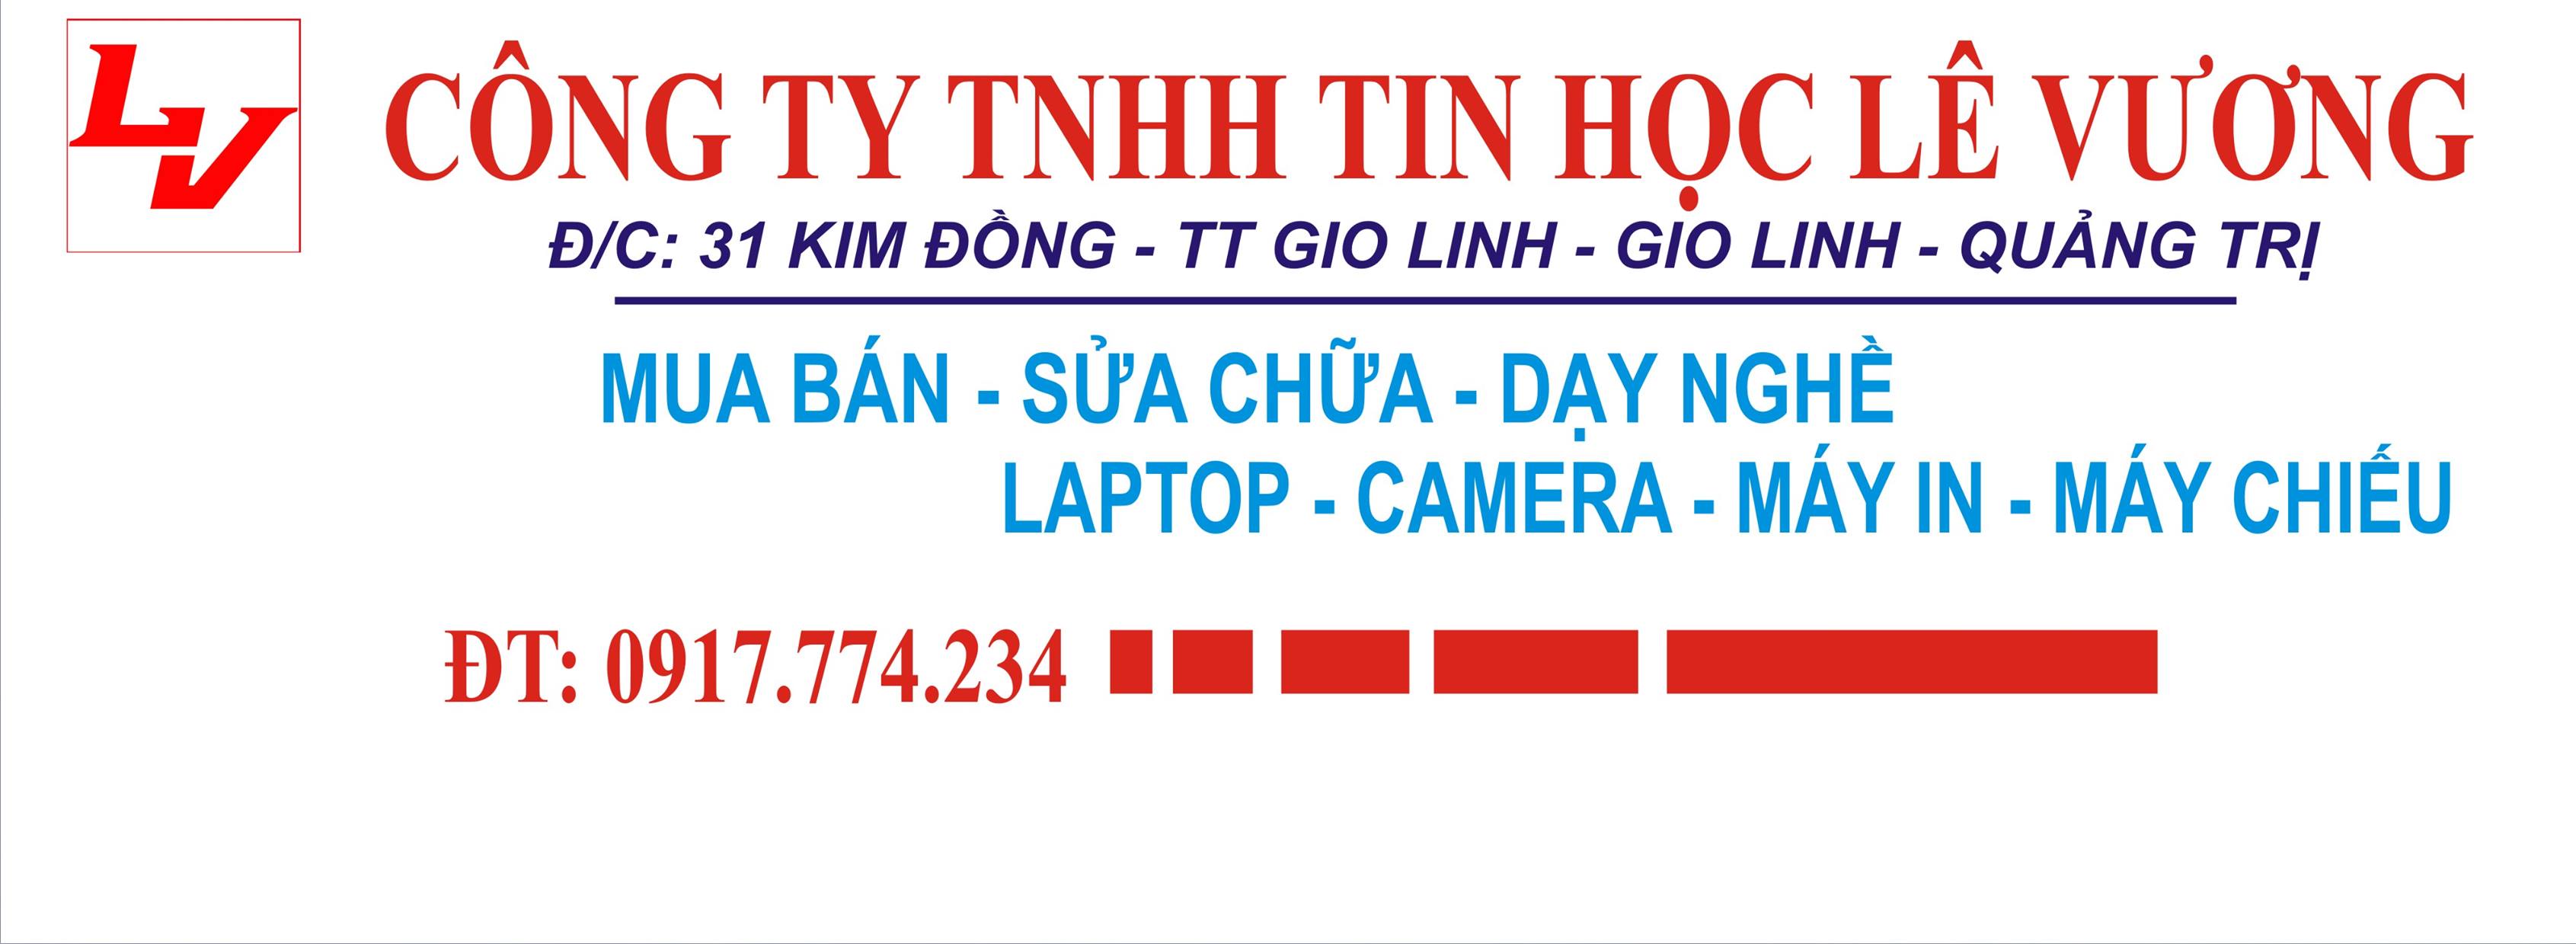 LV
CÔNG TY TNHH TIN HỌC LÊ VƯƠNG
Đ/C: 31 KIM ĐỒNG - TT GIO LINH - GIO LINH - QUẢNG TRỊ
MUA BÁN - SỬA CHỮA - DẠY NGHỀ
LAPTOP - CAMERA - MÁY IN - MÁY CHIẾU
ĐT: 0917.774.234